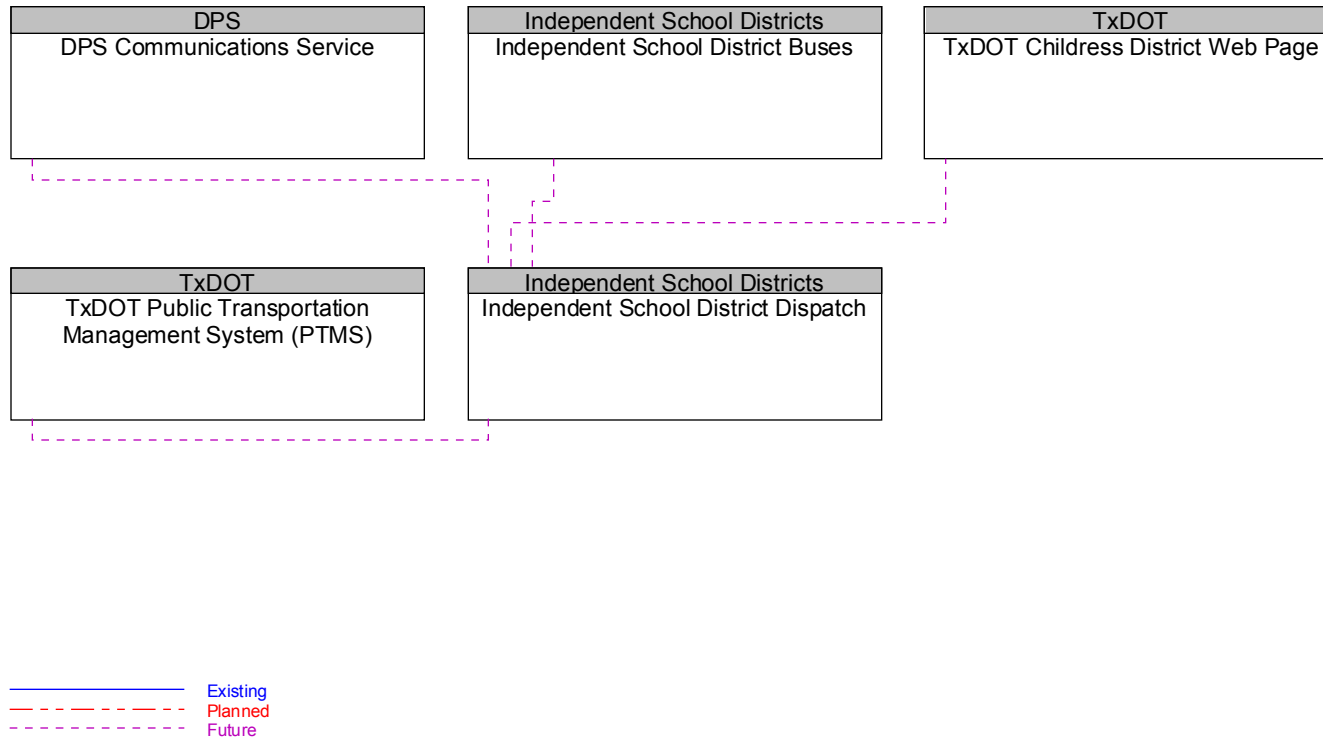 DPS
DPS Communications Service
Independent School Districts
Independent School District Buses
TxDOT
TxDOT Childress District Web Page
TxDOT
TxDOT Public Transportation
Management System (PTMS)
Independent School Districts
Independent School District Dispatch
Existing
Planned
Future